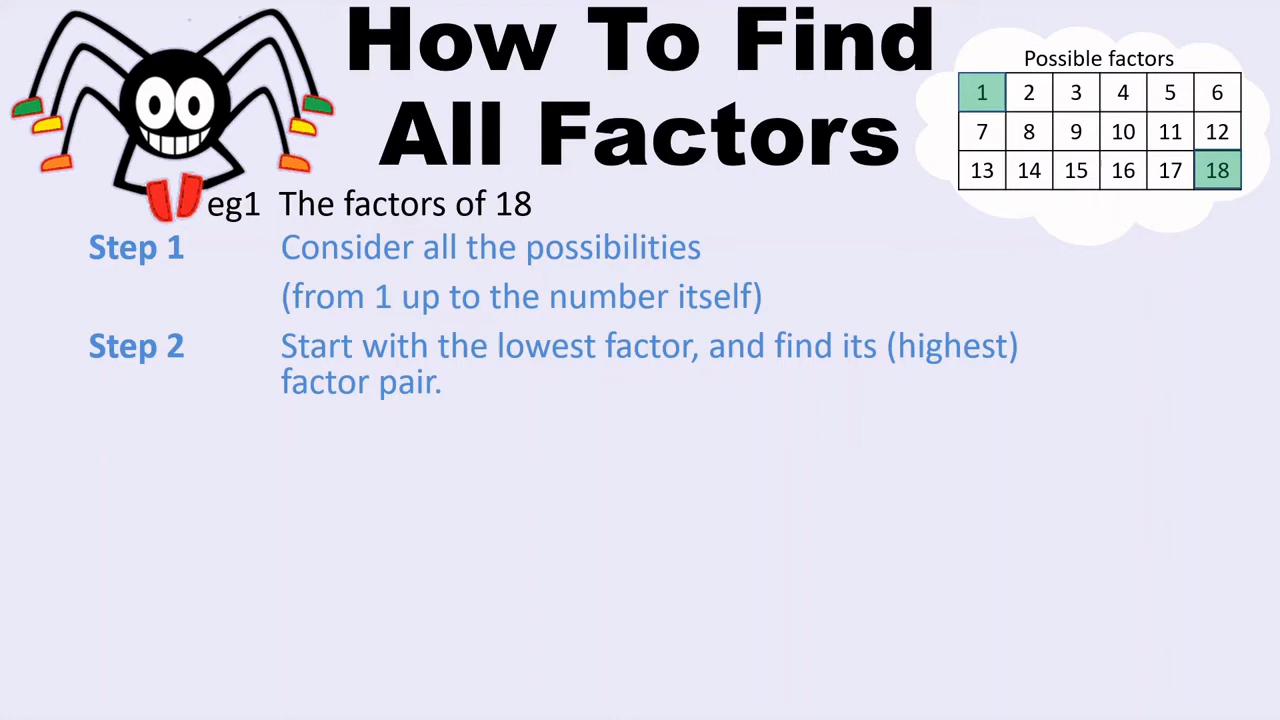 How To Find
All Factors
Possible factors
1 2 3 4 5 6
7 8 9 10 11 12
13 14 15 16 17 18
eg1 The factors of 18
Step 1 Consider all the possibilities
(from 1 up to the number itself)
Step 2 Start with the lowest factor, and find its (highest)
factor pair.